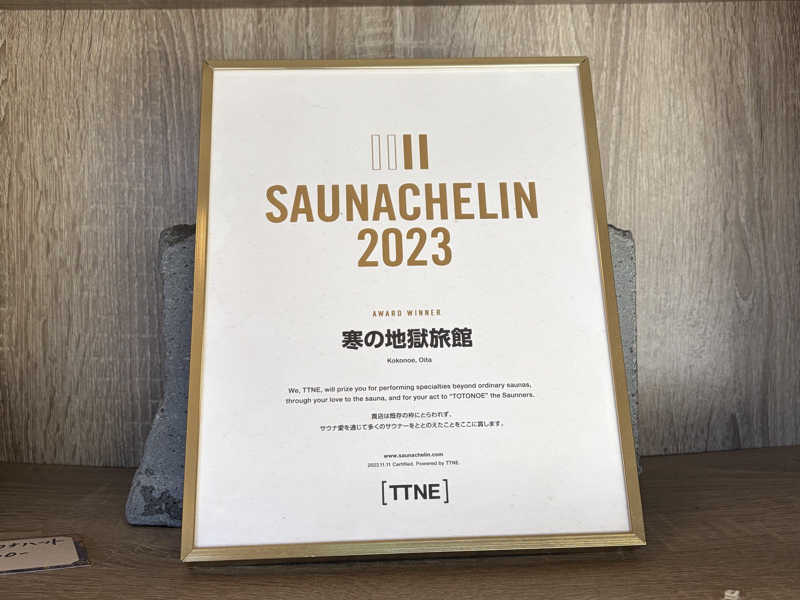 SAUNACHELIN
2023
AWARD WINNER
寒の地獄旅館
Kokonoe, Oita
We, TTNE, will prize you for performing specialties beyond ordinary saunas,
through your love to the sauna, and for your act to “TOTONOE” the Saunners.
貴店は既存の枠にとらわれず、
サウナ愛を通じて多くのサウナーをととのえたことをここに賞します。
www.saunachelin.com
2023.11.11 Certified. Powered by TTNE.
[TTNE]